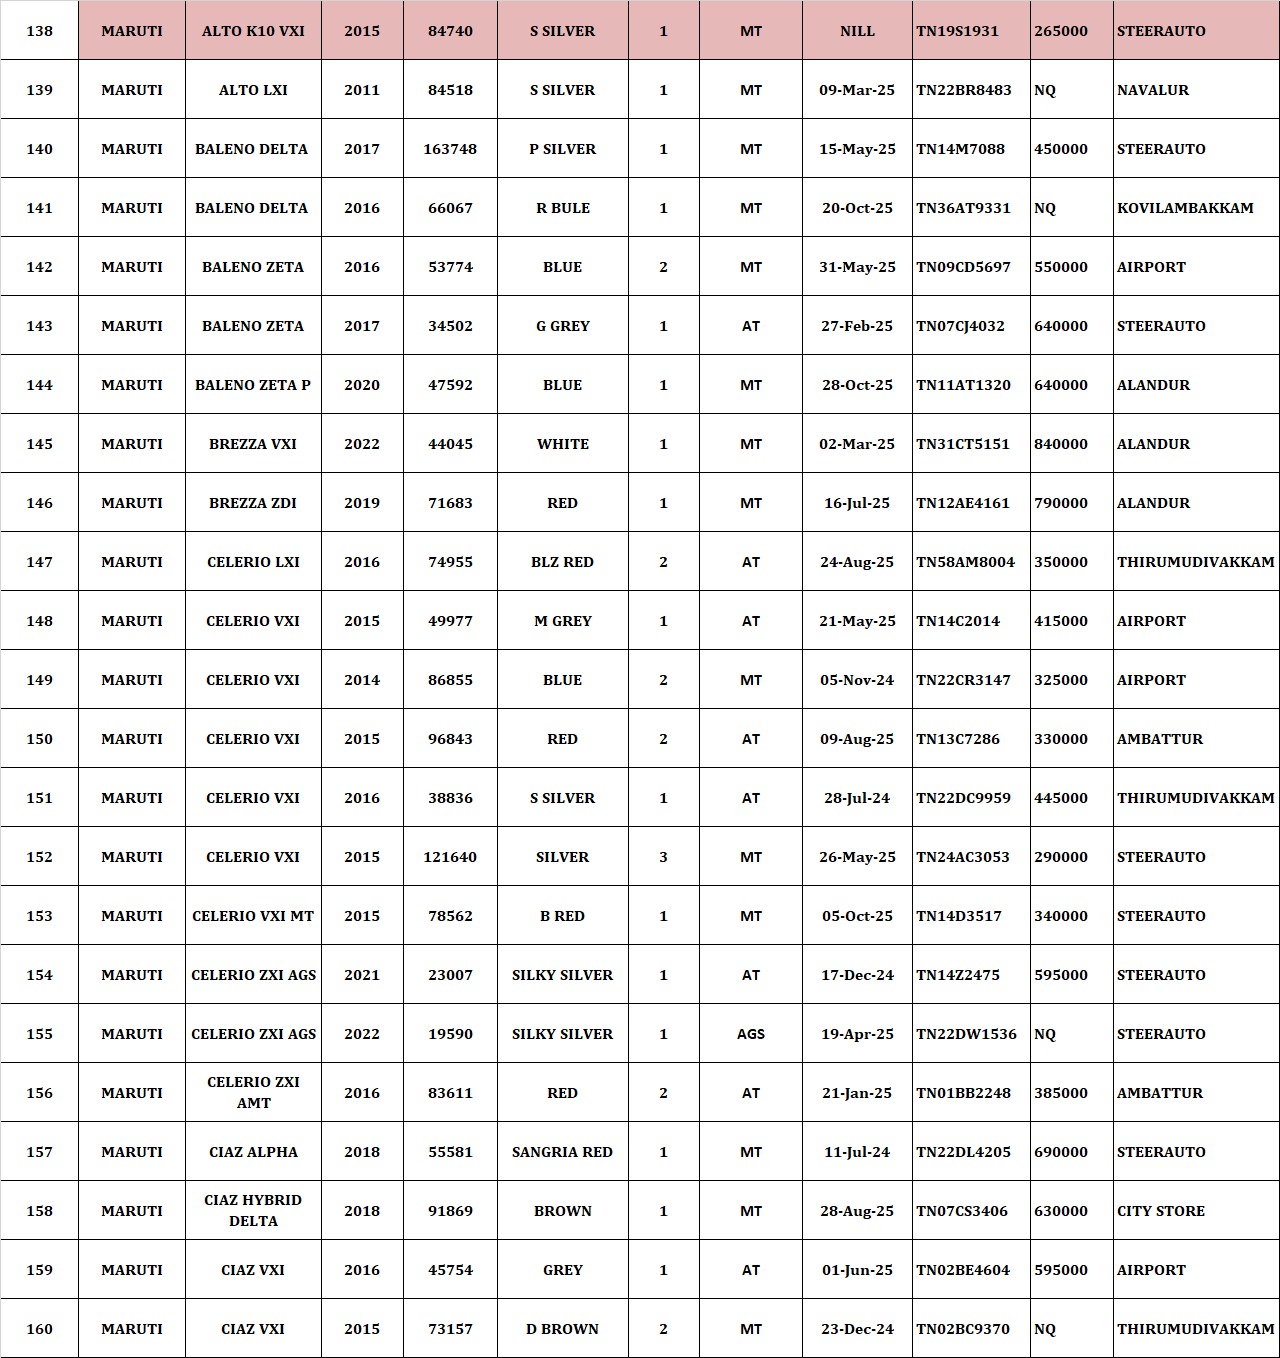 138 MARUTI ALTO K10 VXI 2015 84740 S SILVER 1 MT NILL TN19S1931 265000 STEERAUTO
139 MARUTI ALTO LXI 2011 84518 S SILVER 1 MT 09-Mar-25 TN22BR8483 NQ NAVALUR
140 MARUTI BALENO DELTA 2017 163748 P SILVER 1 MT 15-May-25 TN14M7088 450000 STEERAUTO
141 MARUTI BALENO DELTA 2016 66067 R BULE 1 MT 20-Oct-25 TN36AT9331 NQ KOVILAMBAKKAM
142 MARUTI BALENO ZETA 2016 53774 BLUE 2 MT 31-May-25 TN09CD5697 550000 AIRPORT
143 MARUTI BALENO ZETA 2017 34502 G GREY 1 AT 27-Feb-25 TN07CJ4032 640000 STEERAUTO
144 MARUTI BALENO ZETA P 2020 47592 BLUE 1 MT 28-Oct-25 TN11AT1320 640000 ALANDUR
145 MARUTI BREZZA VXI 2022 44045 WHITE 1 MT 02-Mar-25 TN31CT5151 840000 ALANDUR
146 MARUTI BREZZA ZDI 2019 71683 RED 1 MT 16-Jul-25 TN12AE4161 790000 ALANDUR
147 MARUTI CELERIO LXI 2016 74955 BLZ RED 2 AT 24-Aug-25 TN58AM8004 350000 THIRUMUDIVAKKAM
148 MARUTI CELERIO VXI 2015 49977 M GREY 1 AT 21-May-25 TN14C2014 415000 AIRPORT
149 MARUTI CELERIO VXI 2014 86855 BLUE 2 MT 05-Nov-24 TN22CR3147 325000 AIRPORT
150 MARUTI CELERIO VXI 2015 96843 RED 2 AT 09-Aug-25 TN13C7286 330000 AMBATTUR
151 MARUTI CELERIO VXI 2016 38836 S SILVER 1 AT 28-Jul-24 TN22DC9959 445000 THIRUMUDIVAKKAM
152 MARUTI CELERIO VXI 2015 121640 SILVER 3 MT 26-May-25 TN24AC3053 290000 STEERAUTO
153 MARUTI CELERIO VXI MT 2015 78562 B RED 1 MT 05-Oct-25 TN14D3517 340000 STEERAUTO
154 MARUTI CELERIO ZXI AGS 2021 23007 SILKY SILVER 1 AT 17-Dec-24 TN14Z2475 595000 STEERAUTO
155 MARUTI CELERIO ZXI AGS 2022 19590 SILKY SILVER 1 AGS 19-Apr-25 TN22DW1536 NQ STEERAUTO
156 MARUTI CELERIO ZXI
AMT 2016 83611 RED 2 AT 21-Jan-25 TN01BB2248 385000 AMBATTUR
157 MARUTI CIAZ ALPHA 2018 55581 SANGRIA RED 1 MT 11-Jul-24 TN22DL4205 690000 STEERAUTO
158 MARUTI CIAZ HYBRID
DELTA 2018 91869 BROWN 1 MT 28-Aug-25 TN07CS3406 630000 CITY STORE
159 MARUTI CIAZ VXI 2016 45754 GREY 1 AT 01-Jun-25 TN02BE4604 595000 AIRPORT
160 MARUTI CIAZ VXI 2015 73157 D BROWN 2 MT 23-Dec-24 TN02BC9370 NQ THIRUMUDIVAKKAM